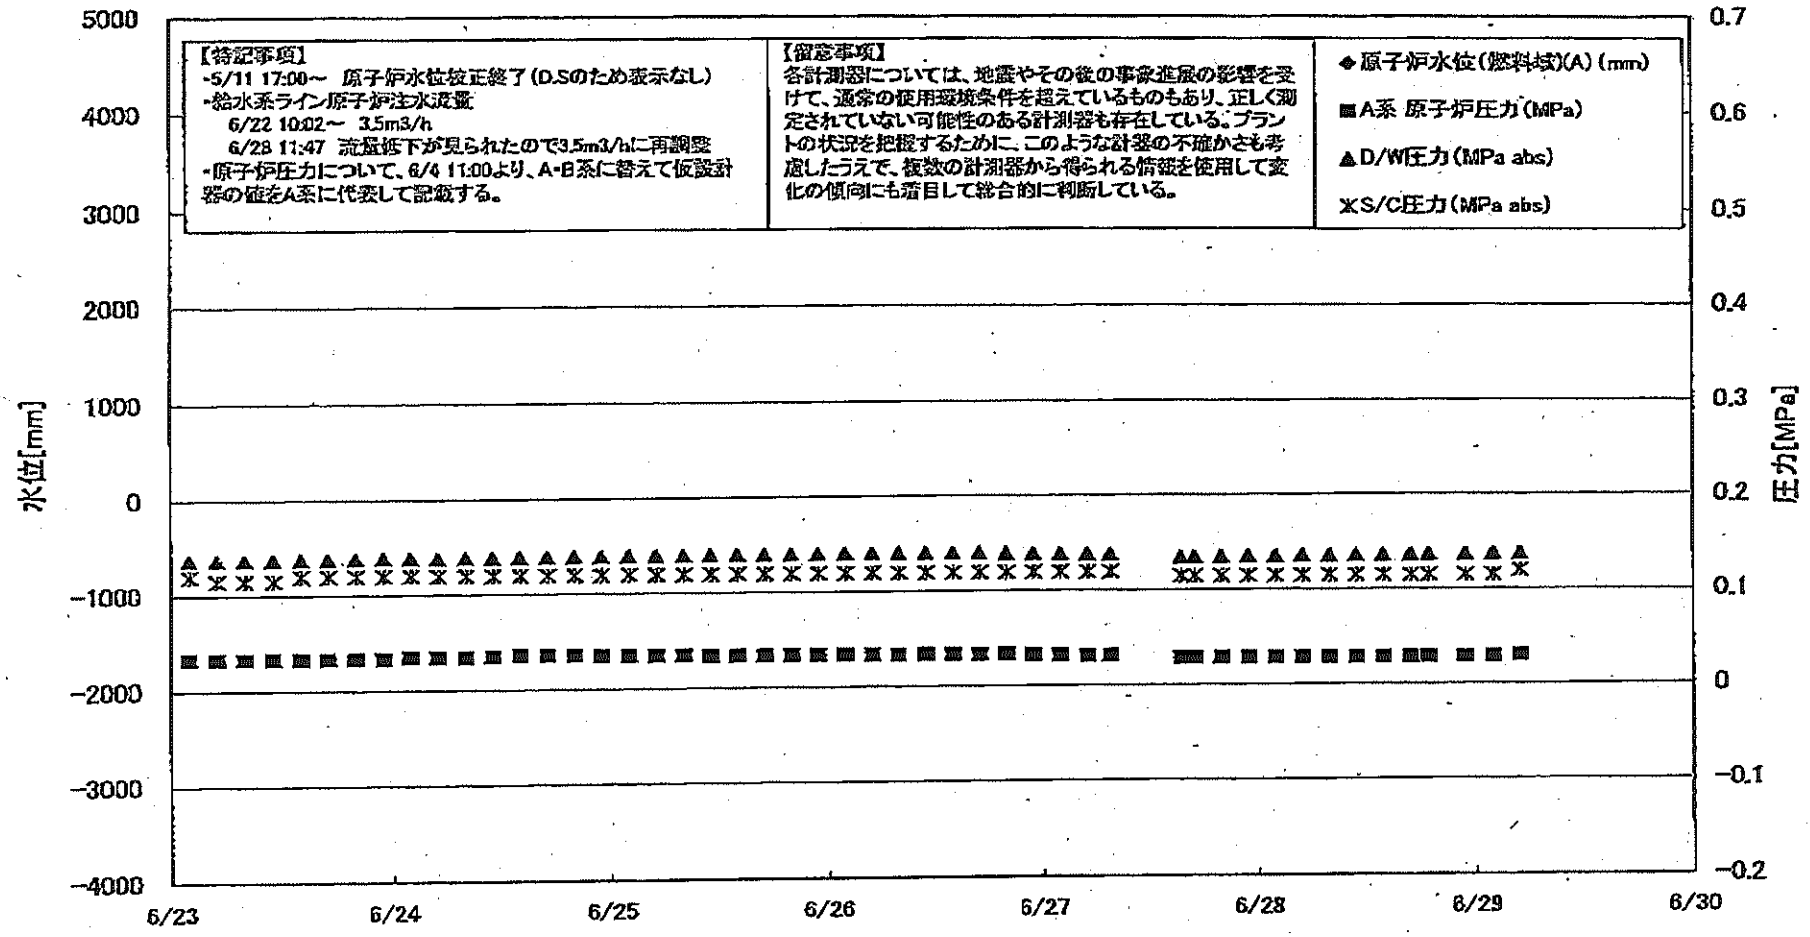 5000
4000
3000
2000
1000
0
-1000
-2000
-3000
-4000
水位[mm]
【特記事項】
・5/11 17:00～ 原子炉水位校正終了(D.Sのため表示なし)
・給水系ライン原子炉注水流量
6/22 10:02～ 3.5m3/h
6/28 11:47 流量低下が見られたので3.5m3/hに再調整
・原子炉圧力について、6/4 11:00より、A・B系に替えて仮設計
器の値をA系に代表して記載する。
【留意事項】
各計測器については、地震やその後の事象進展の影響を受
けて、通常の使用環境条件を超えているものもあり、正しく測
定されていない可能性のある計測器も存在している。プラン
トの状況を把握するために、このような計器の不確かさも考
慮したうえで、複数の計測器から得られる情報を使用して変
化の傾向にも着目して総合的に判断している。
◆原子炉水位(燃料域)(A)(mm)
■A系 原子炉圧力(MPa)
▲D/W圧力(MPa abs)
S/C圧力(MPa abs)
0.7
0.6
0.5
0.4
0.3
0.2
0.1
0
-0.1
-0.2
圧力[MPa]
6/23
6/24
6/25
6/26
6/27
6/28
6/29
6/30